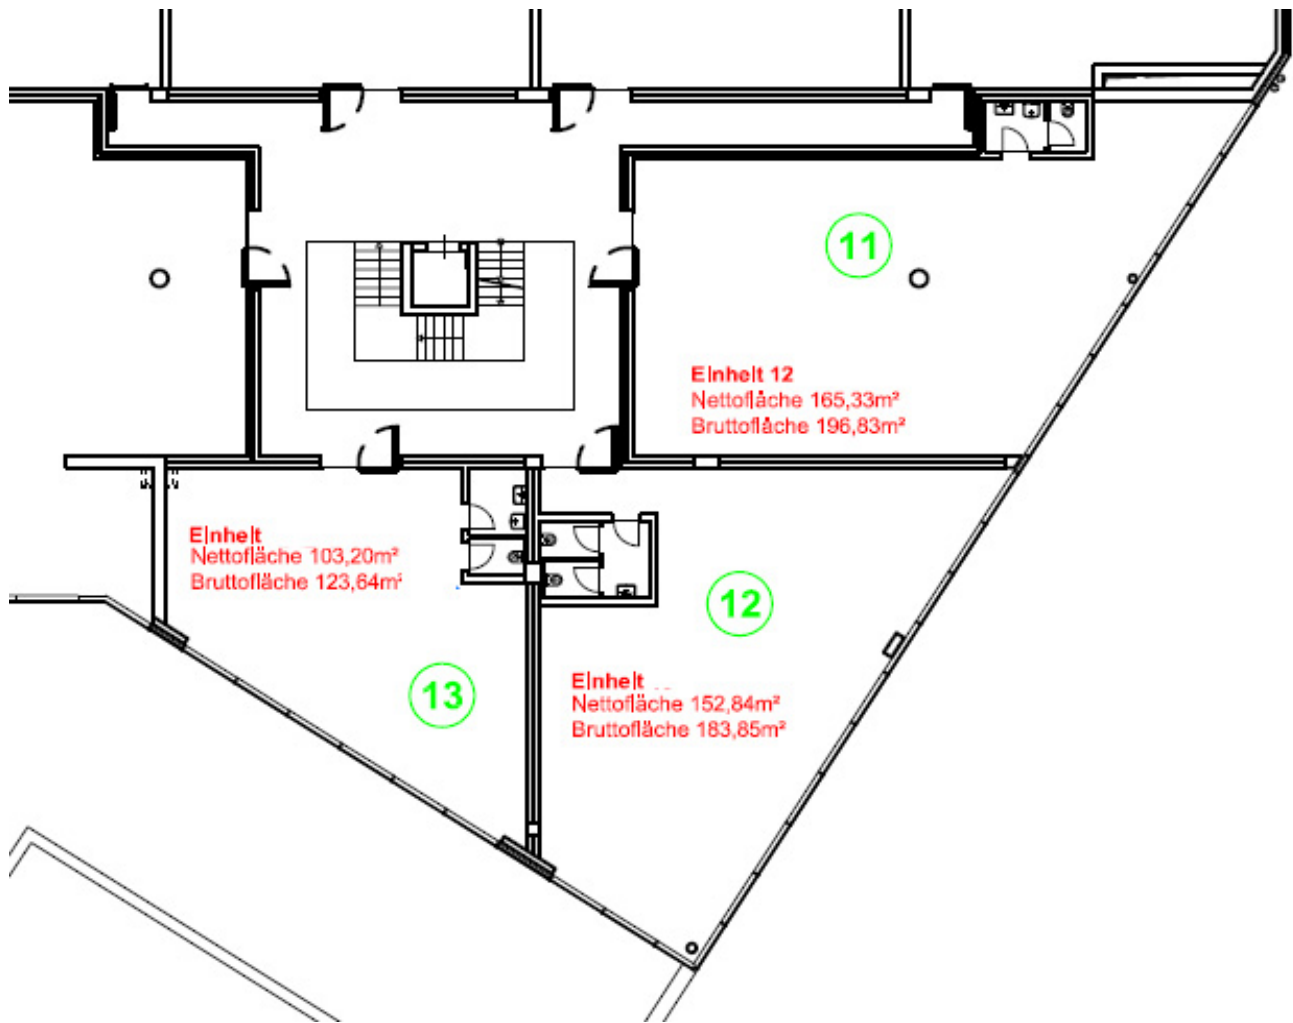 11
Einheit 12
Nettofläche 165,33m²
Bruttofläche 196,83m²
Einheit
Nettofläche 103,20m²
Bruttofläche 123,64m²
12
13
Einheit
Nettofläche 152,84m²
Bruttofläche 183,85m²